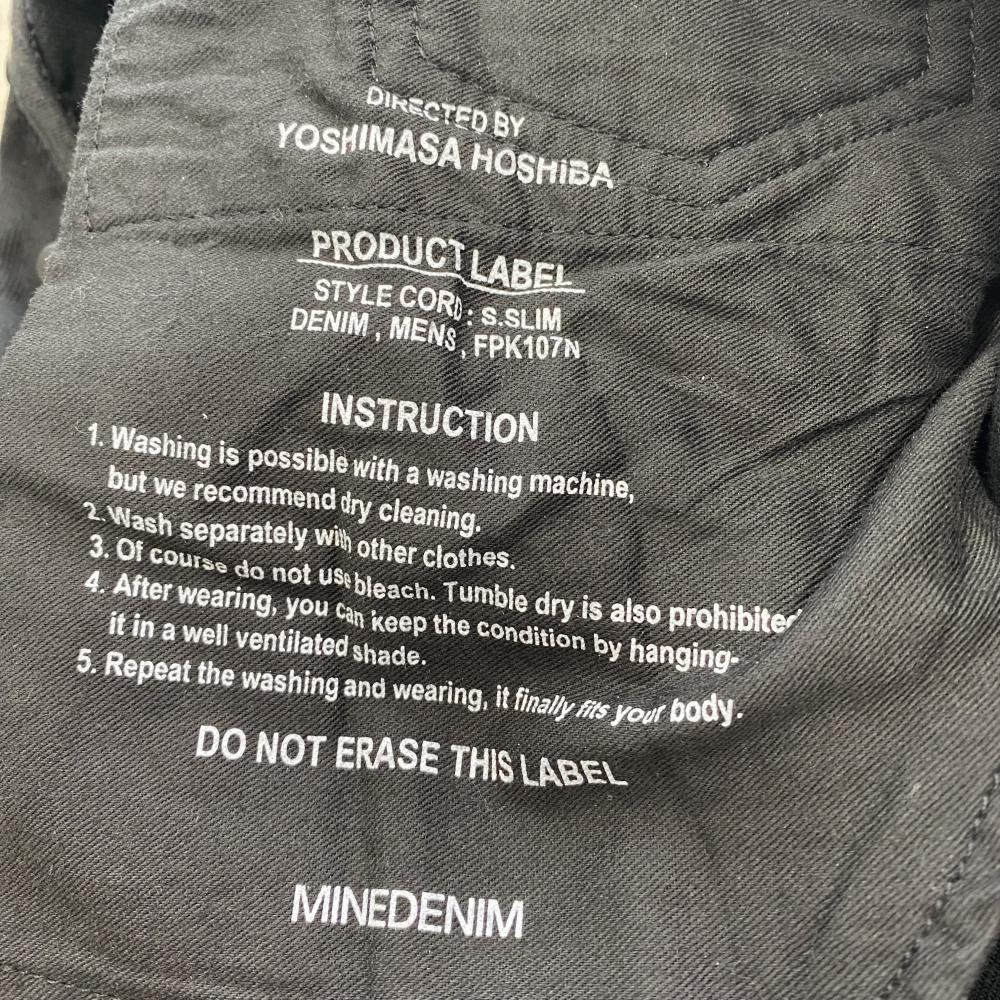 DIRECTED BY
YOSHIMASA HOSHiBA
PRODUCT LABEL
STYLE CORD : S.SLIM
DENIM , MENS , FPK107N
INSTRUCTION
1. Washing is possible with a washing machine,
but we recommend dry cleaning.
2. Wash separately with other clothes.
3. Of course do not use bleach. Tumble dry is also prohibited
4. After wearing, you can keep the condition by hanging-
it in a well ventilated shade.
5. Repeat the washing and wearing, it finally fits your body.
DO NOT ERASE THIS LABEL
MINEDENIM